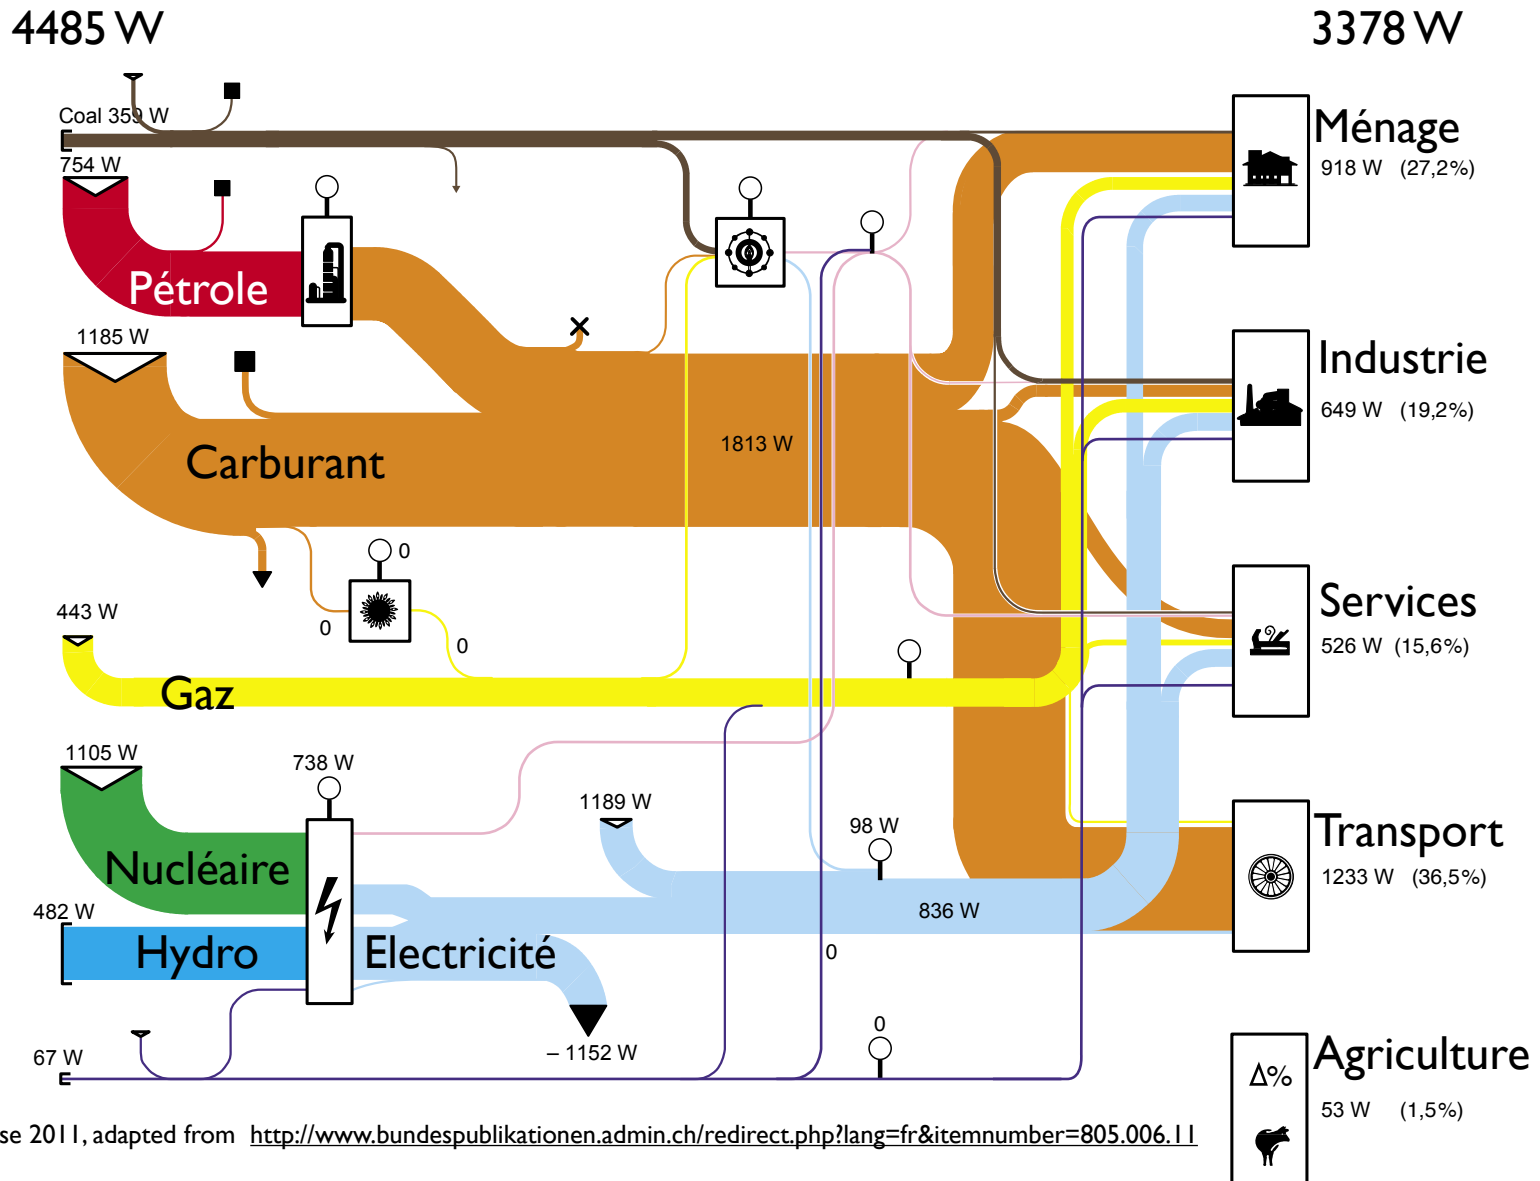 4485 W
3378 W
Coal 359 W
754 W
Pétrole
1185 W
Carburant
1813 W
0
0
0
443 W
Gaz
1105 W
738 W
Nucléaire
482 W
Hydro
Electricité
1189 W
98 W
836 W
0
– 1152 W
67 W
0
Ménage
918 W (27,2%)
Industrie
649 W (19,2%)
Services
526 W (15,6%)
Transport
1233 W (36,5%)
Δ%
Agriculture
53 W (1,5%)
se 2011, adapted from http://www.bundespublikationen.admin.ch/redirect.php?lang=fr&itemnumber=805.006.11